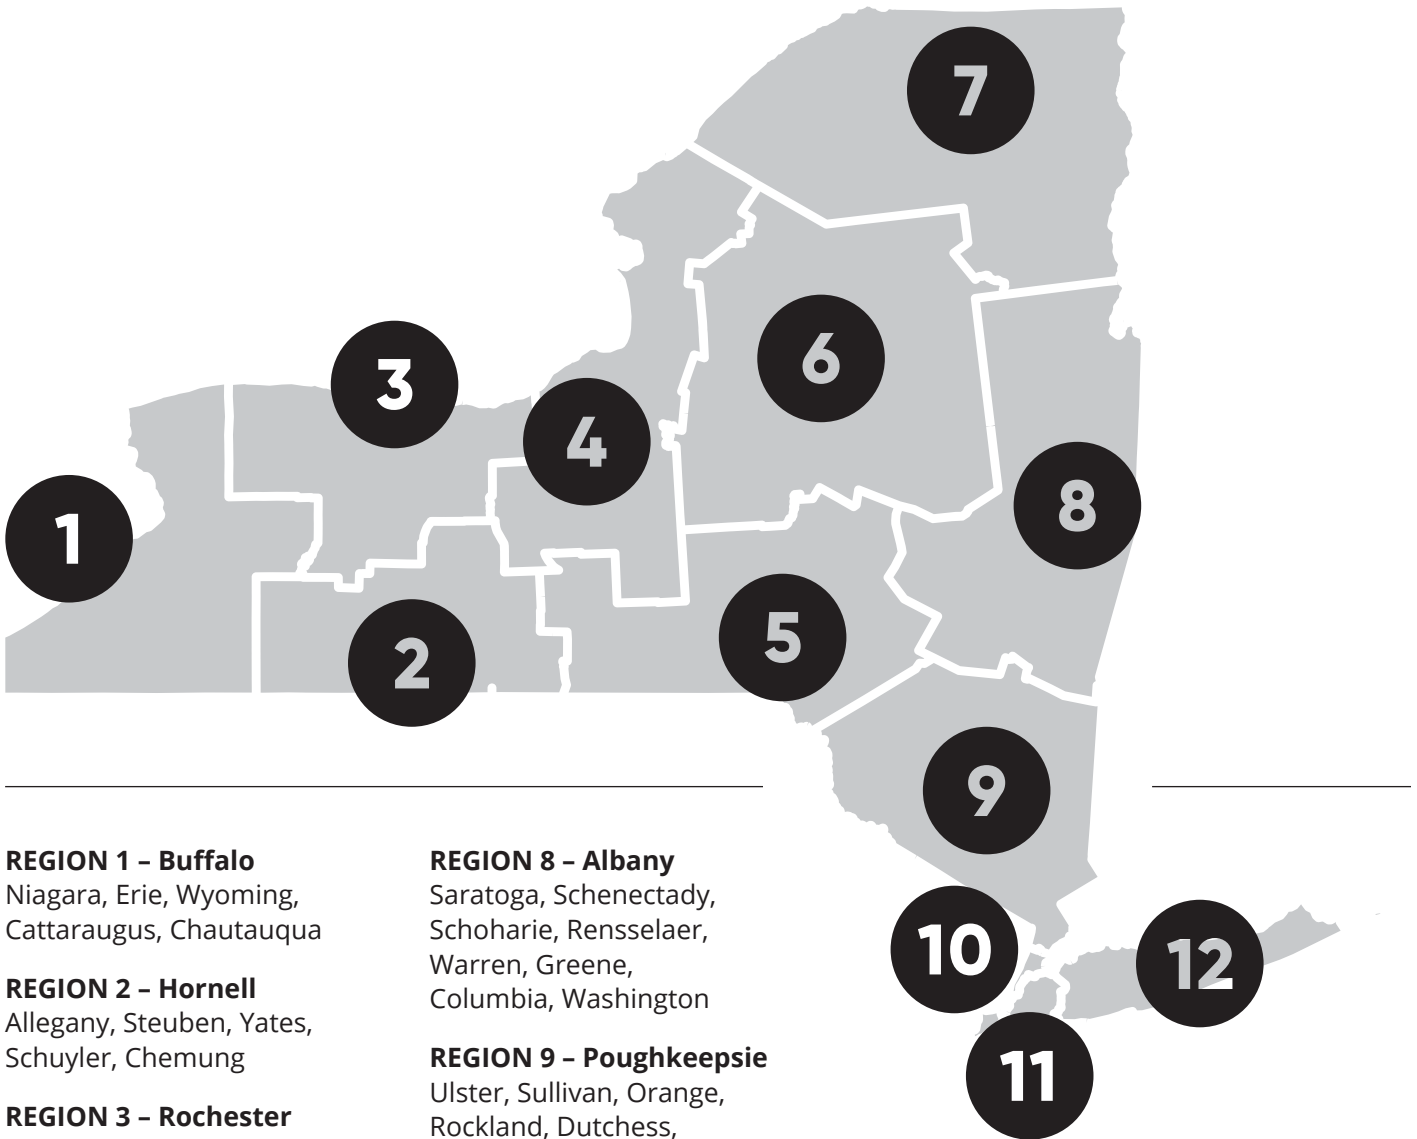 7
6
3
4
8
1
5
2
9
10
12
11
REGION 1 – Buffalo
Niagara, Erie, Wyoming,
Cattaraugus, Chautauqua
REGION 2 – Hornell
Allegany, Steuben, Yates,
Schuyler, Chemung
REGION 3 – Rochester
REGION 8 – Albany
Saratoga, Schenectady,
Schoharie, Rensselaer,
Warren, Greene,
Columbia, Washington
REGION 9 – Poughkeepsie
Ulster, Sullivan, Orange,
Rockland, Dutchess,